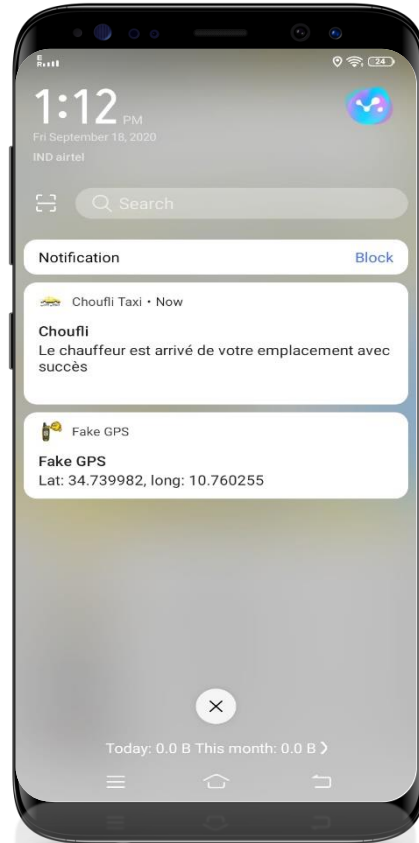 E
R
24
1:12 PM
Fri September 18, 2020
IND airtel
Search
Notification Block
Choufli Taxi • Now
Choufli
Le chauffeur est arrivé de votre emplacement avec
succès
Fake GPS
Fake GPS
Lat: 34.739982, long: 10.760255
Today: 0.0 B This month: 0.0 B